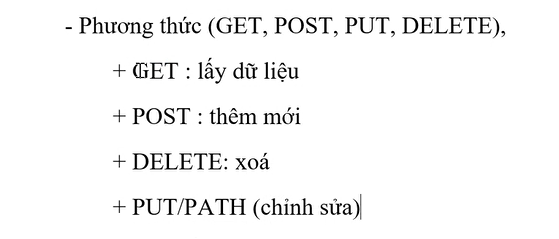 - Phương thức (GET, POST, PUT, DELETE),
+ GET : lấy dữ liệu
+ POST : thêm mới
+ DELETE: xoá
+ PUT/PATH (chỉnh sửa)